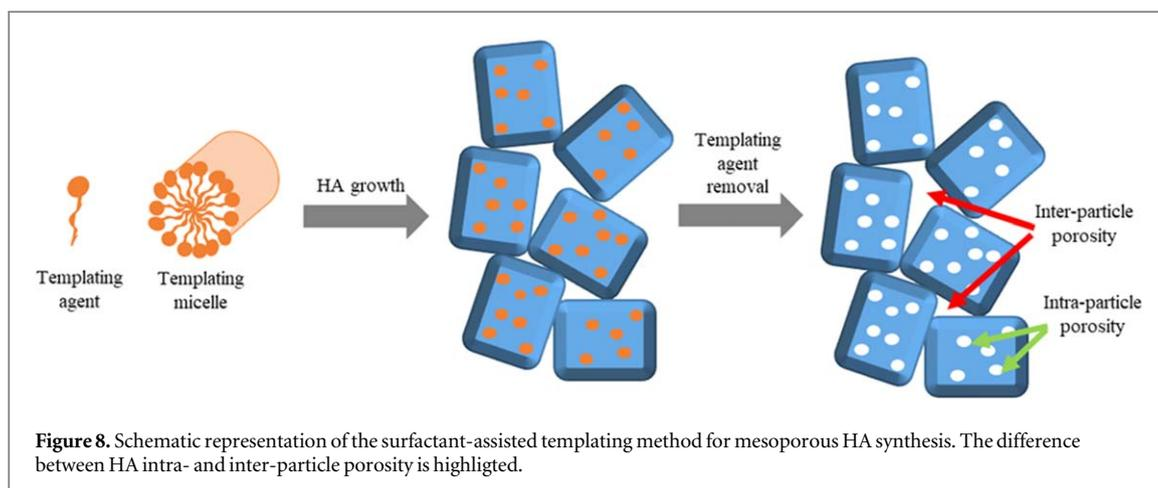 Templating
agent
Templating
micelle
HA growth
Templating
agent
removal
Inter-particle
porosity
Intra-particle
porosity
Figure 8. Schematic representation of the surfactant-assisted templating method for mesoporous HA synthesis. The difference
between HA intra- and inter-particle porosity is highligted.